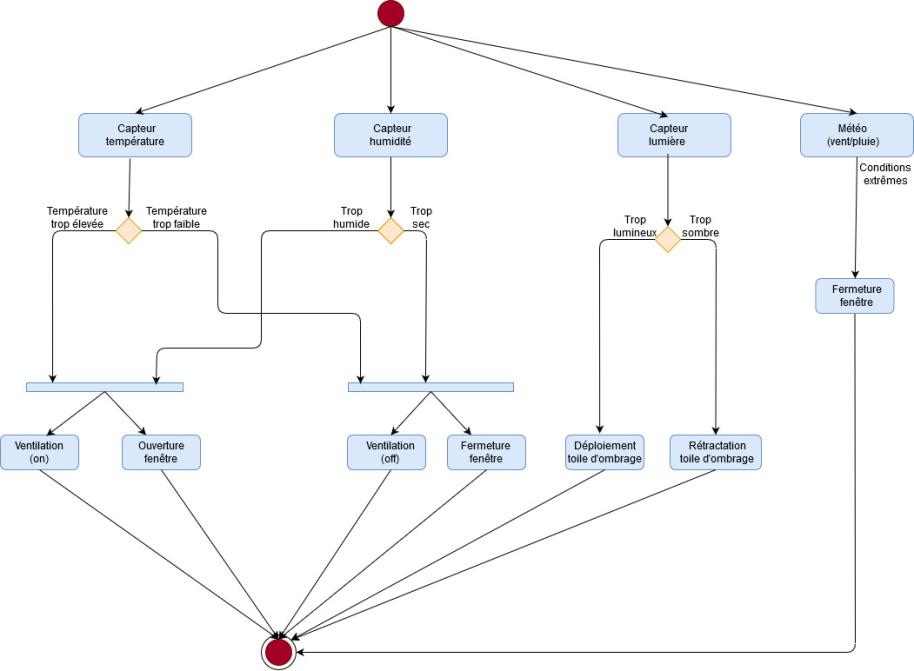 Capteur
température
Capteur
humidité
Capteur
lumière
Météo
(vent/pluie)
Conditions
extrêmes
Température
trop élevée
Température
trop faible
Trop
humide
Trop
sec
Trop
lumineux
Trop
sombre
Fermeture
fenêtre
Ventilation
(on)
Ouverture
fenêtre
Ventilation
(off)
Fermeture
fenêtre
Déploiement
toile d'ombrage
Rétractation
toile d'ombrage